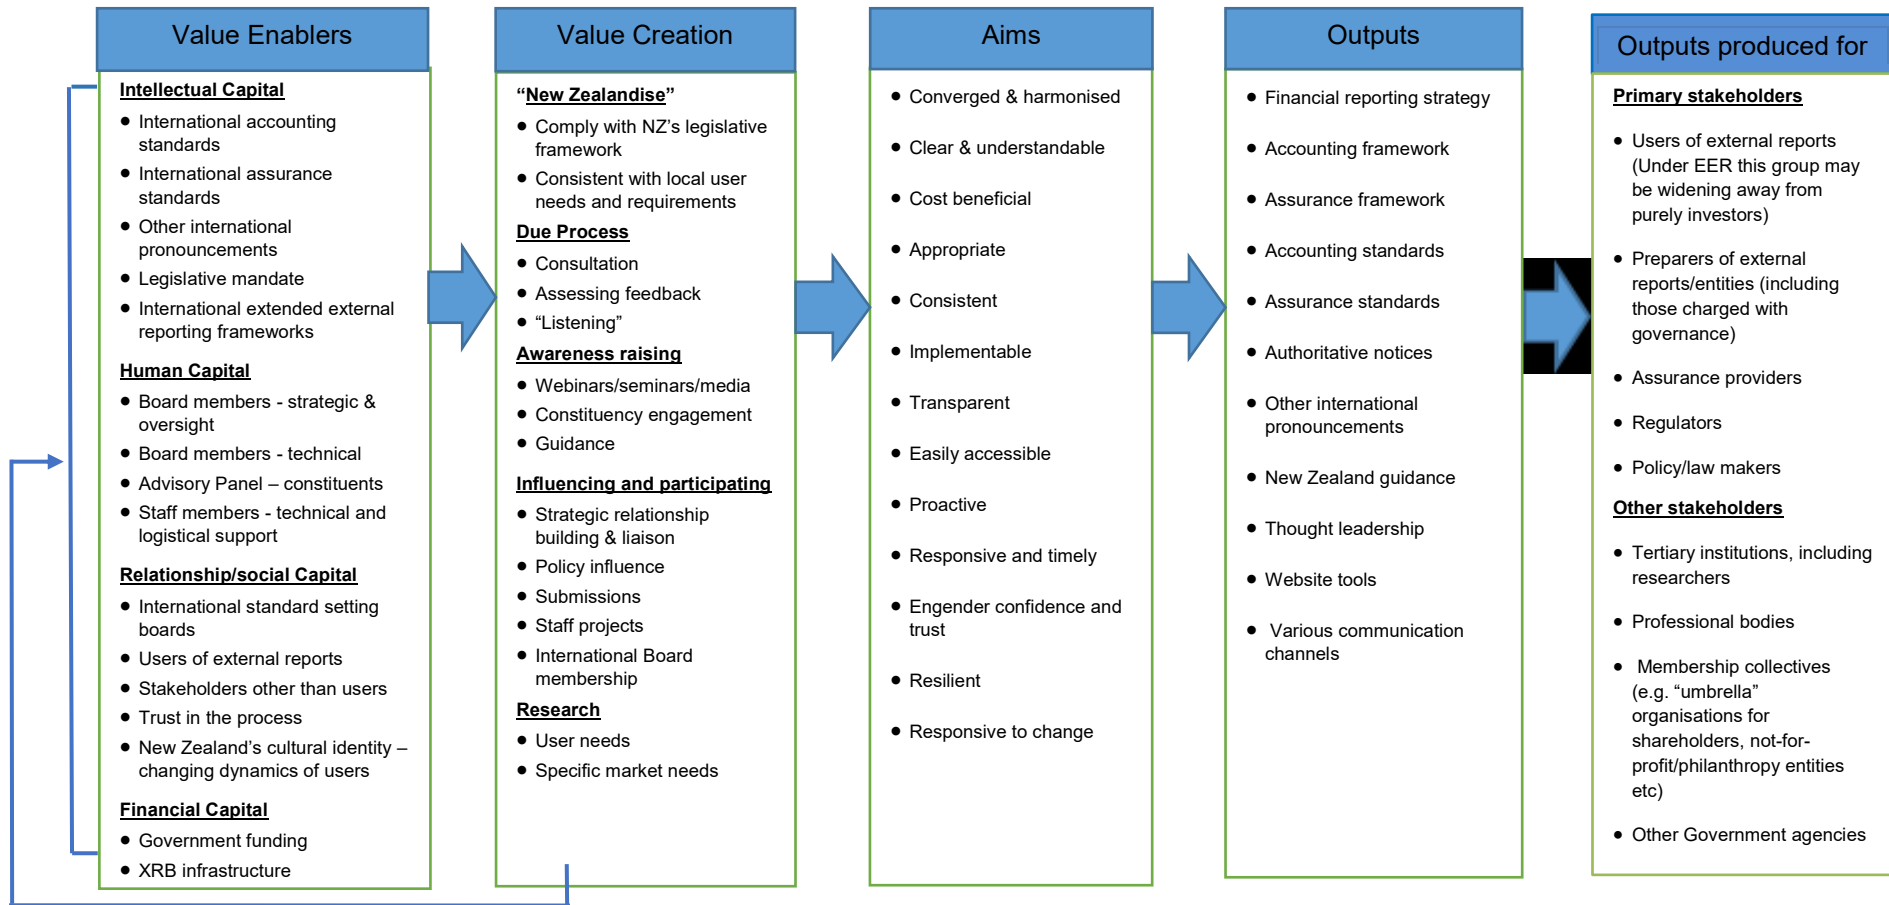 Value Enablers
Intellectual Capital
• International accounting
standards
• International assurance
standards
• Other international
pronouncements
• Legislative mandate
• International extended external
reporting frameworks
Human Capital
• Board members - strategic &
oversight
• Board members - technical
• Advisory Panel – constituents
• Staff members - technical and
logistical support
Relationship/social Capital
• International standard setting
boards
• Users of external reports
• Stakeholders other than users
• Trust in the process
• New Zealand’s cultural identity –
changing dynamics of users
Financial Capital
• Government funding
• XRB infrastructure
Value Creation
“New Zealandise”
• Comply with NZ’s legislative
framework
• Consistent with local user
needs and requirements
Due Process
• Consultation
• Assessing feedback
• “Listening”
Awareness raising
• Webinars/seminars/media
• Constituency engagement
• Guidance
Influencing and participating
• Strategic relationship
building & liaison
• Policy influence
• Submissions
• Staff projects
• International Board
membership
Research
• User needs
• Specific market needs
Aims
• Converged & harmonised
• Clear & understandable
• Cost beneficial
• Appropriate
• Consistent
• Implementable
• Transparent
• Easily accessible
• Proactive
• Responsive and timely
• Engender confidence and
trust
• Resilient
• Responsive to change
Outputs
• Financial reporting strategy
• Accounting framework
• Assurance framework
• Accounting standards
• Assurance standards
• Authoritative notices
• Other international
pronouncements
• New Zealand guidance
• Thought leadership
• Website tools
• Various communication
channels
Outputs produced for
Primary stakeholders
• Users of external reports
(Under EER this group may
be widening away from
purely investors)
• Preparers of external
reports/entities (including
those charged with
governance)
• Assurance providers
• Regulators
• Policy/law makers
Other stakeholders
• Tertiary institutions, including
researchers
• Professional bodies
• Membership collectives
(e.g. “umbrella”
organisations for
shareholders, not-for-
profit/philanthropy entities
etc)
• Other Government agencies